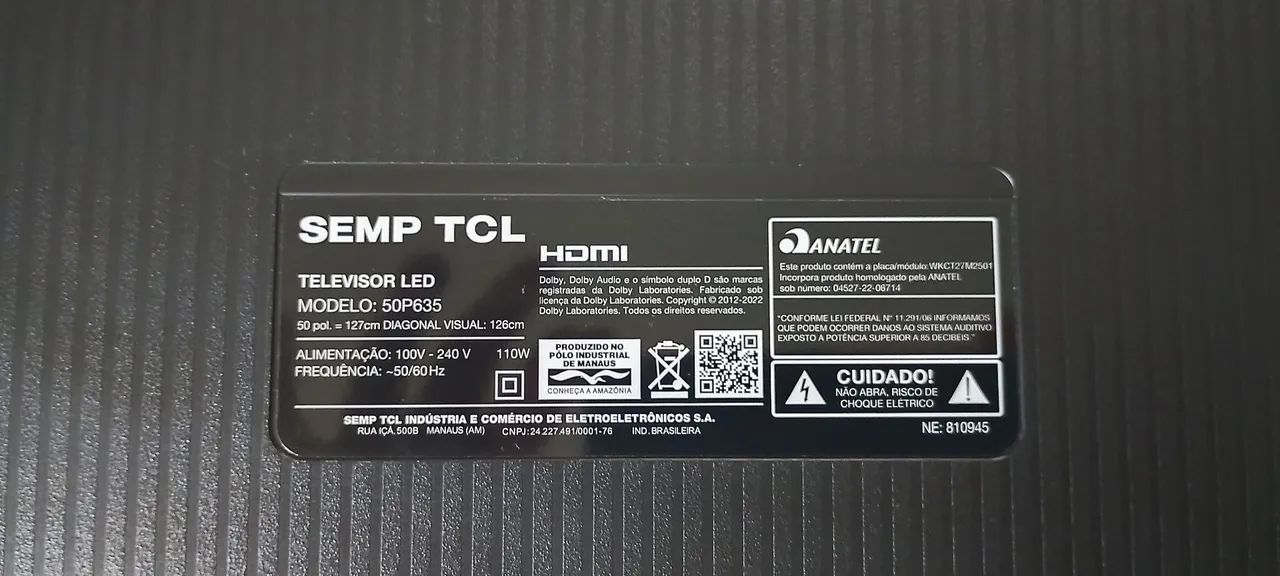 SEMP TCL
TELEVISOR LED
MODELO: 50P635
50 pol. = 127cm DIAGONAL VISUAL: 126cm
ALIMENTAÇÃO: 100V - 240 V 110W
FREQUÊNCIA: ~50/60Hz
HDMI
Dolby, Dolby Audio e o símbolo duplo D são marcas
registradas da Dolby Laboratories. Fabricado sob
licença da Dolby Laboratories. Copyright © 2012-2022
Dolby Laboratories. Todos os direitos reservados.
PRODUZIDO NO
PÓLO INDUSTRIAL
DE MANAUS
CONHEÇA A AMAZÔNIA
SEMP TCL INDÚSTRIA E COMÉRCIO DE ELETROELETRÔNICOS S.A.
RUA IÇÁ, 500B MANAUS (AM) CNPJ: 24.227.491/0001-76 IND. BRASILEIRA
ANATEL
Este produto contém a placa/módulo: WKCT27M2501
Incorpora produto homologado pela ANATEL
sob número: 04527-22-08714
"CONFORME LEI FEDERAL N° 11.291/06 INFORMAMOS
QUE PODEM OCORRER DANOS AO SISTEMA AUDITIVO
EXPOSTO A POTÊNCIA SUPERIOR A 85 DECIBEIS"
CUIDADO!
NÃO ABRA, RISCO DE
CHOQUE ELÉTRICO
NE: 810945